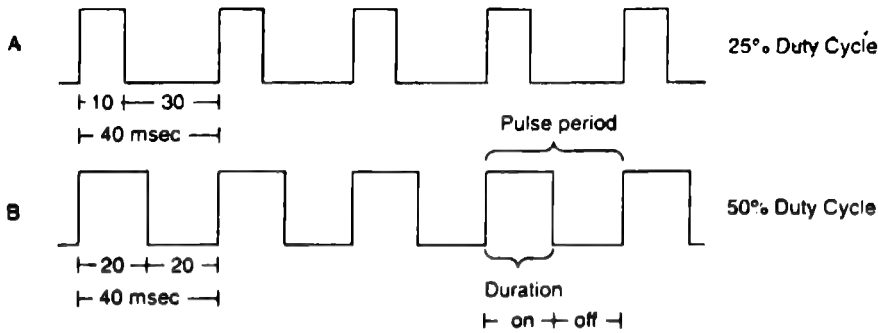 A
25% Duty Cycle
10 30
40 msec
Pulse period
B
50% Duty Cycle
20 20
40 msec
Duration
on off